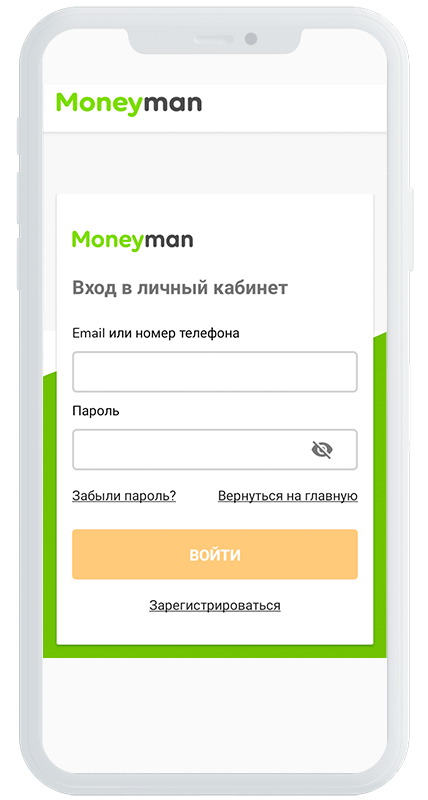 Moneyman
Moneyman
Вход в личный кабинет
Email или номер телефона
Пароль
Забыли пароль? Вернуться на главную
ВОЙТИ
Зарегистрироваться